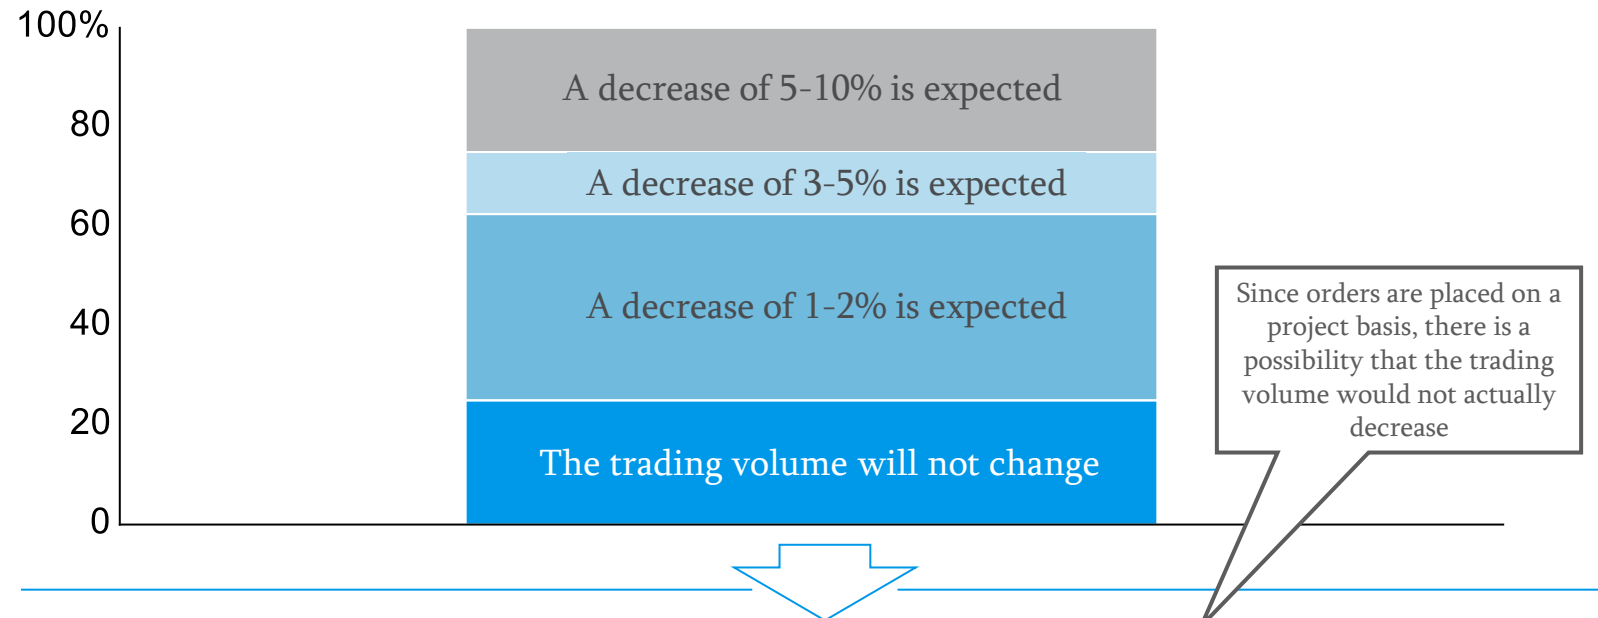 100%
A decrease of 5-10% is expected
80
A decrease of 3-5% is expected
60
A decrease of 1-2% is expected
40
20
The trading volume will not change
0
Since orders are placed on a
project basis, there is a
possibility that the trading
volume would not actually
decrease